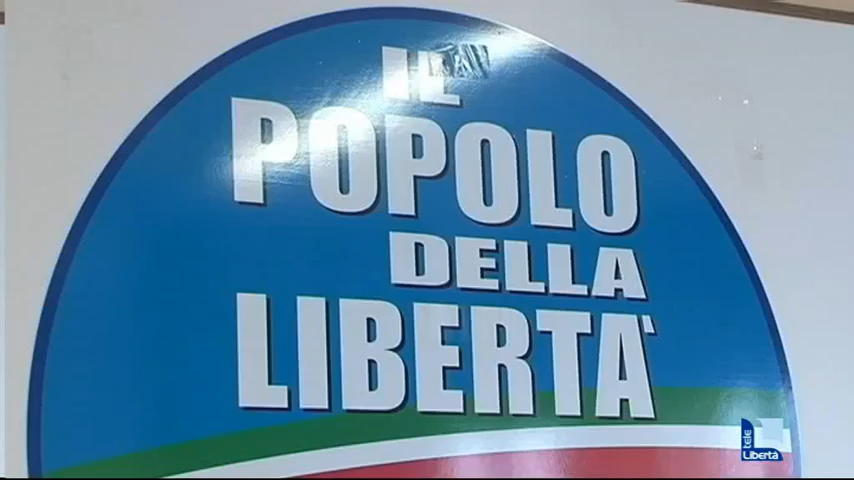 IL
POPOLO
DELLA
LIBERTÀ
tele
Libertà